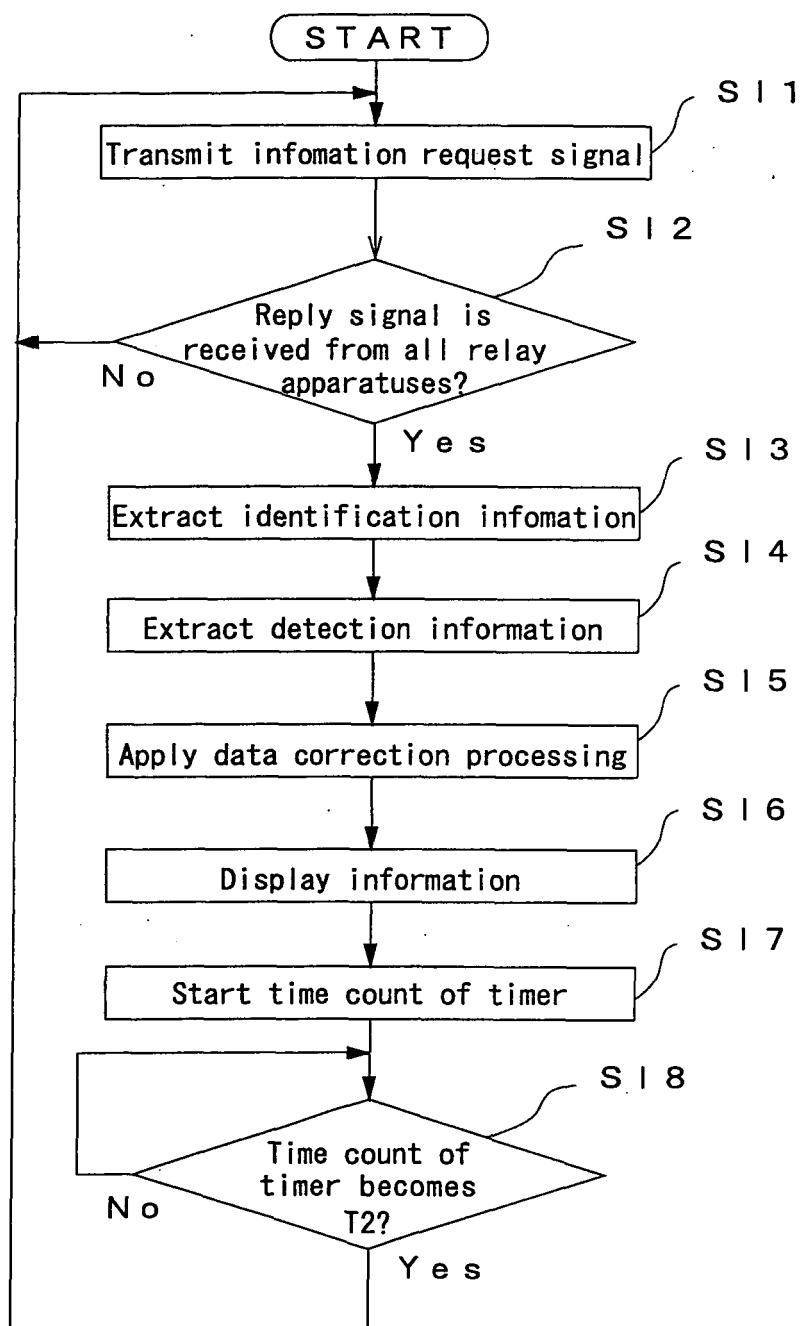 START
S11
Transmit infomation request signal
S12
Reply signal is
received from all relay
apparatuses?
No
Yes
S13
Extract identification infomation
S14
Extract detection information
S15
Apply data correction processing
S16
Display information
S17
Start time count of timer
S18
Time count of
timer becomes
T2?
No
Yes